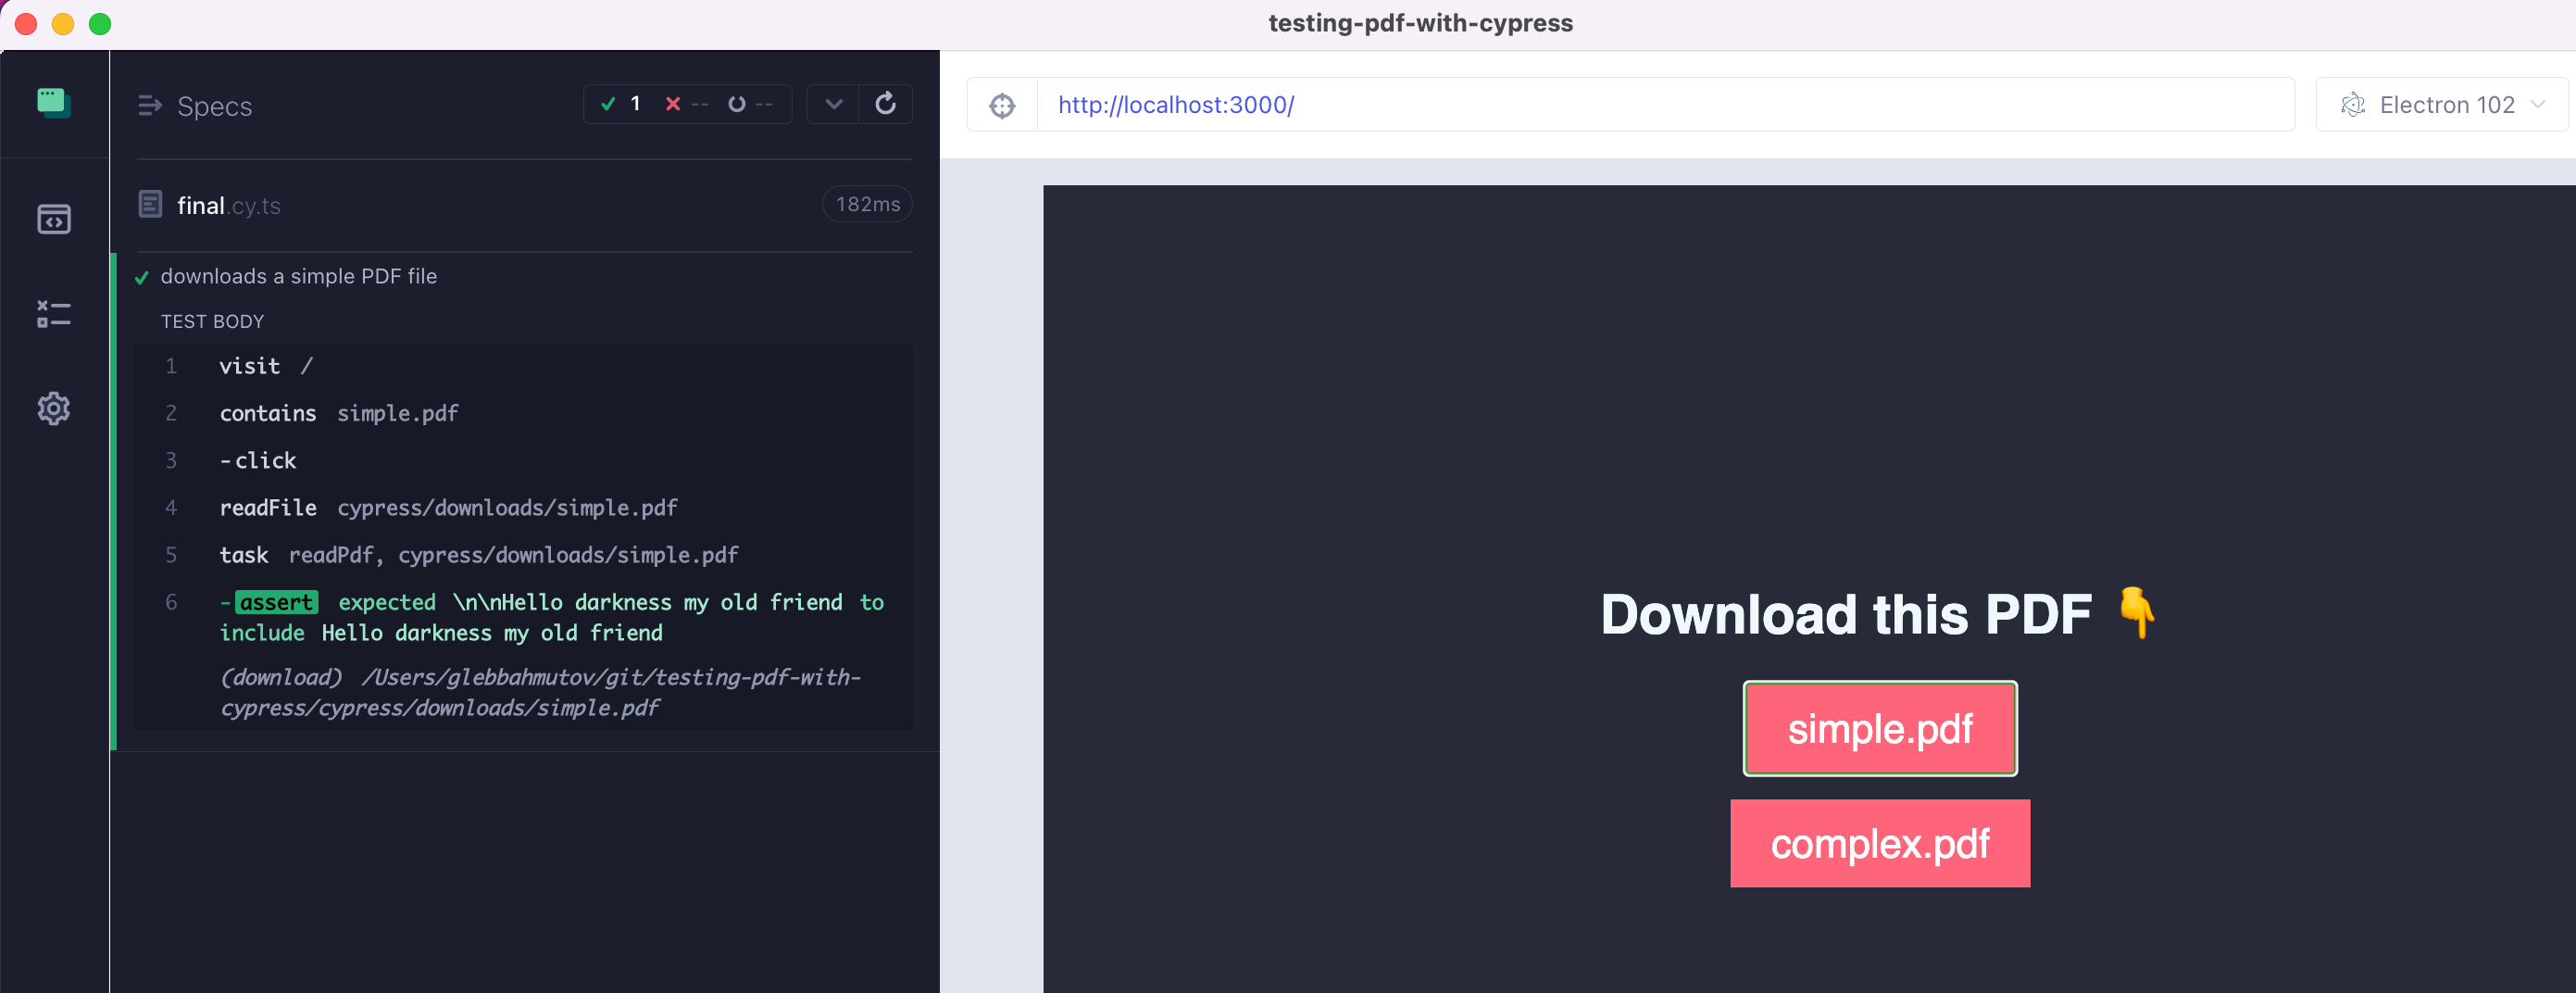 testing-pdf-with-cypress
Specs
1 -- --
http://localhost:3000/
Electron 102
final.cy.ts
182ms
downloads a simple PDF file
TEST BODY
1 visit /
2 contains simple.pdf
3 -click
4 readFile cypress/downloads/simple.pdf
5 task readPdf, cypress/downloads/simple.pdf
6 -assert expected \n\nHello darkness my old friend to
include Hello darkness my old friend
(download) /Users/glebbahmutov/git/testing-pdf-with-
cypress/cypress/downloads/simple.pdf
Download this PDF 👇
simple.pdf
complex.pdf